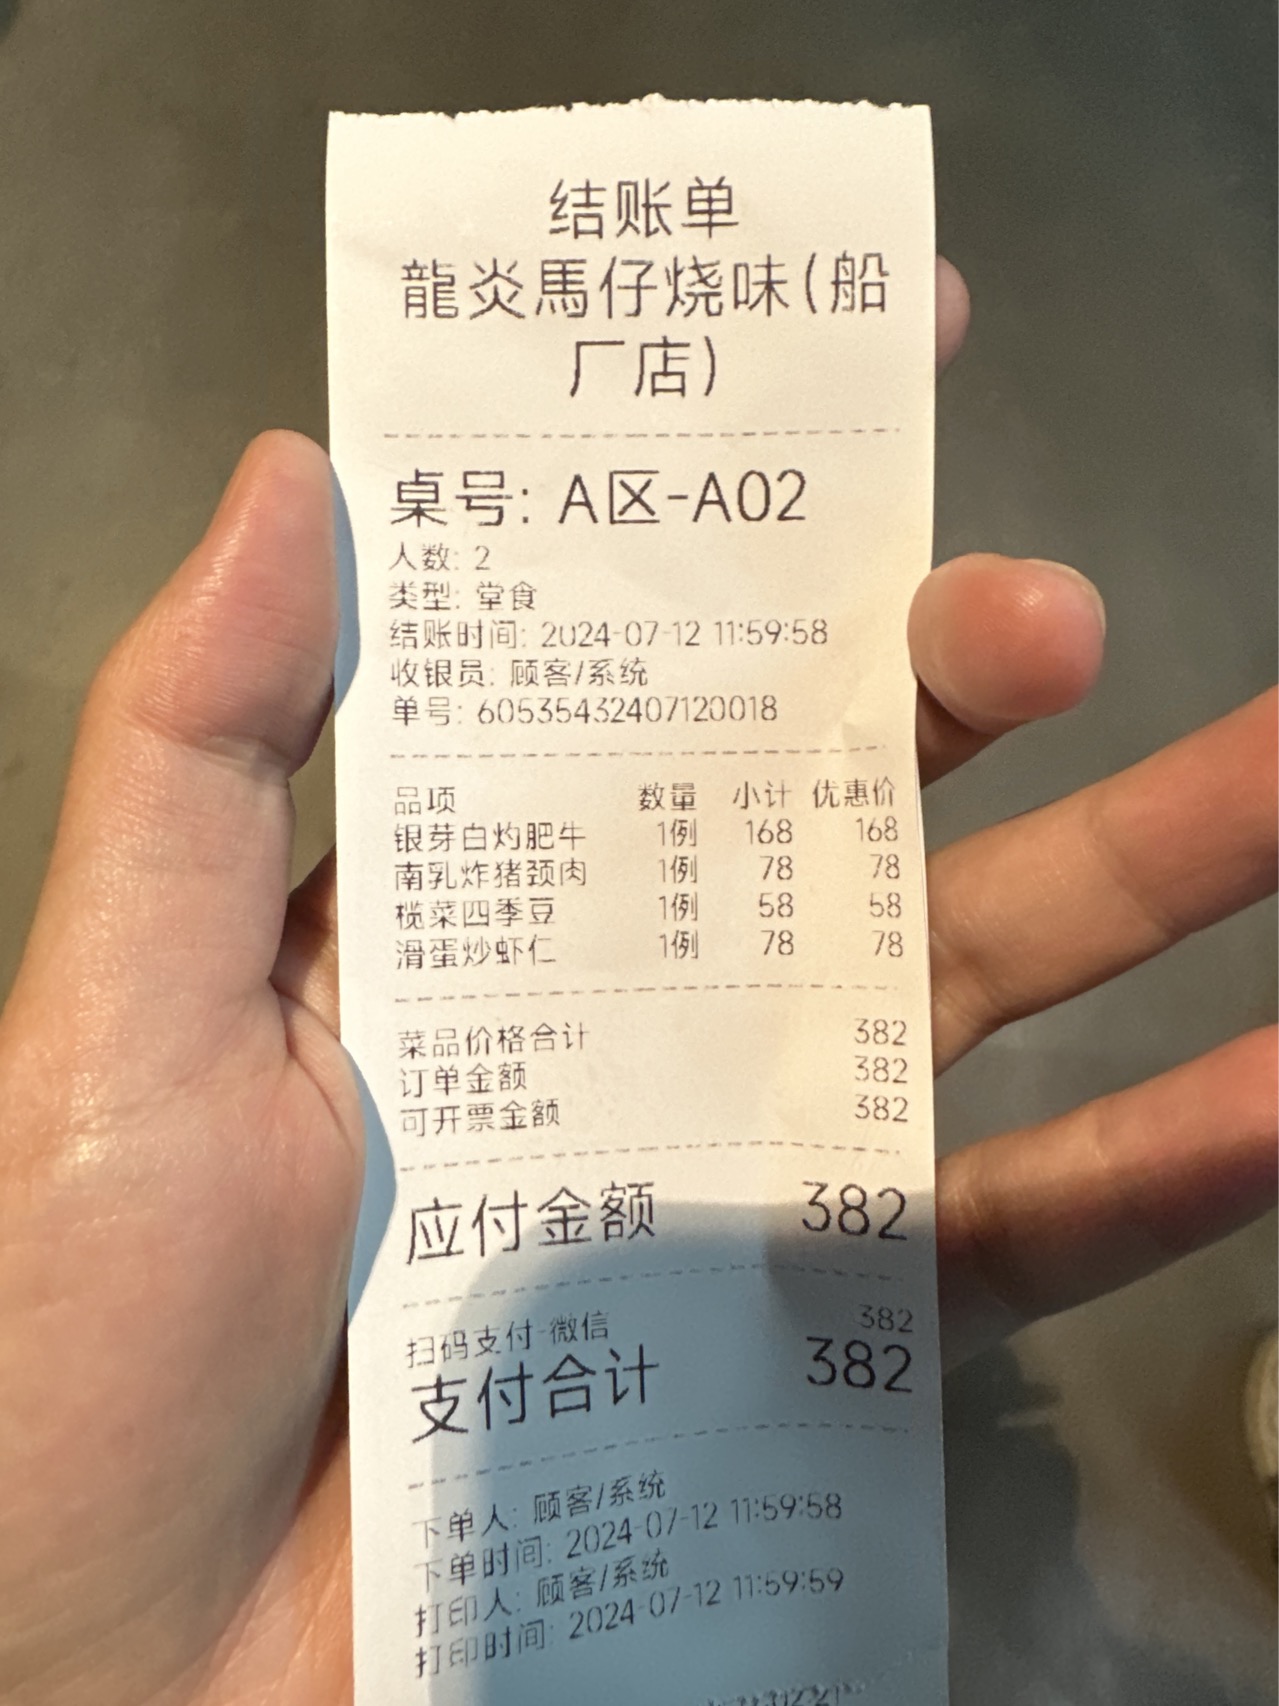 结账单
龍炎馬仔烧味(船
厂店)
桌号: A区-A02
人数: 2
类型: 堂食
结账时间: 2024-07-12 11:59:58
收银员: 顾客/系统
单号: 60535432407120018
品项 数量 小计 优惠价
银芽白灼肥牛 1例 168 168
南乳炸猪颈肉 1例 78 78
榄菜四季豆 1例 58 58
滑蛋炒虾仁 1例 78 78
菜品价格合计 382
订单金额 382
可开票金额 382
应付金额 382
扫码支付-微信 382
支付合计 382
下单人: 顾客/系统
下单时间: 2024-07-12 11:59:58
打印人: 顾客/系统
打印时间: 2024-07-12 11:59:59